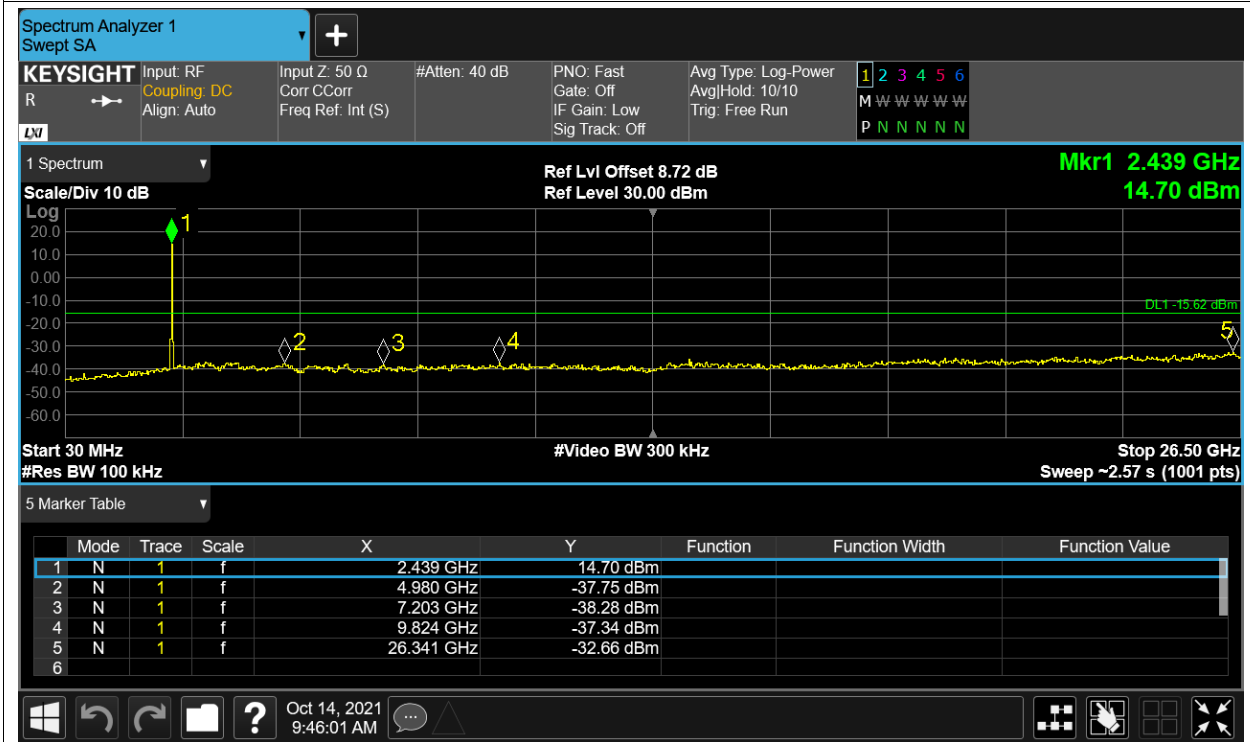 Spectrum Analyzer 1
Swept SA
+
KEYSIGHT
R
LXI
Input: RF
Coupling: DC
Align: Auto
Input Z: 50 Ω
Corr CCorr
Freq Ref: Int (S)
#Atten: 40 dB
PNO: Fast
Gate: Off
IF Gain: Low
Sig Track: Off
Avg Type: Log-Power
Avg|Hold: 10/10
Trig: Free Run
1 2 3 4 5 6
M W W W W W
P N N N N N
1 Spectrum
Scale/Div 10 dB
Ref Lvl Offset 8.72 dB
Ref Level 30.00 dBm
Mkr1 2.439 GHz
14.70 dBm
Log
20.0
10.0
0.00
-10.0
-20.0
-30.0
-40.0
-50.0
-60.0
1
2
3
4
5
DL1 -15.62 dBm
Start 30 MHz
#Res BW 100 kHz
#Video BW 300 kHz
Stop 26.50 GHz
Sweep ~2.57 s (1001 pts)
5 Marker Table
Mode Trace Scale X Y Function Function Width Function Value
1 N 1 f 2.439 GHz 14.70 dBm
2 N 1 f 4.980 GHz -37.75 dBm
3 N 1 f 7.203 GHz -38.28 dBm
4 N 1 f 9.824 GHz -37.34 dBm
5 N 1 f 26.341 GHz -32.66 dBm
6
?
Oct 14, 2021
9:46:01 AM